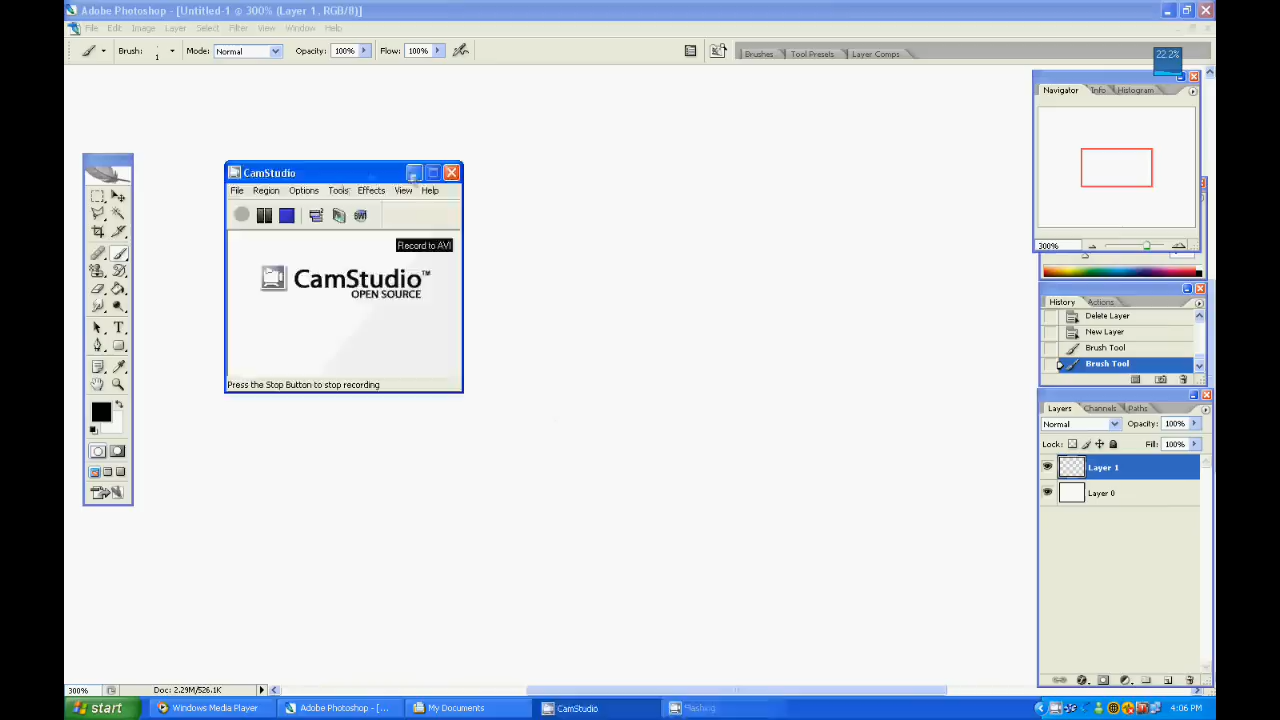 Adobe Photoshop - [Untitled-1 @ 300% (Layer 1, RGB/8)]
File Edit Image Layer Select Filter View Window Help
Brush: 1 Mode: Normal Opacity: 100% Flow: 100%
Brushes Tool Presets Layer Comps
22.2%
Navigator Info Histogram
300%
CamStudio
File Region Options Tools Effects View Help
Record to AVI
CamStudio™
OPEN SOURCE
Press the Stop Button to stop recording
History Actions
Delete Layer
New Layer
Brush Tool
Brush Tool
Layers Channels Paths
Normal Opacity: 100%
Lock: Fill: 100%
Layer 1
Layer 0
300% Doc: 2.29M/526.1K
start Windows Media Player Adobe Photoshop - [... My Documents CamStudio Flashing 4:06 PM